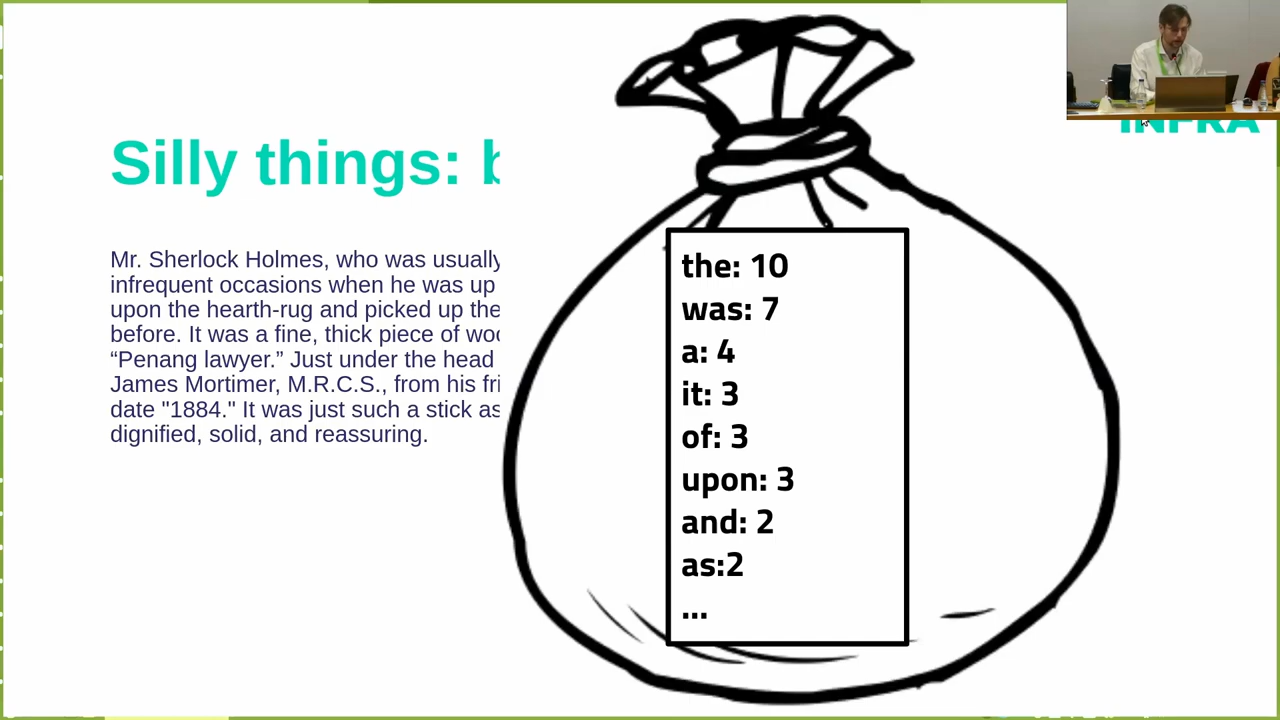 Silly things: b
Mr. Sherlock Holmes, who was usually
infrequent occasions when he was up
upon the hearth-rug and picked up the
before. It was a fine, thick piece of woo
“Penang lawyer.” Just under the head
James Mortimer, M.R.C.S., from his fri
date "1884." It was just such a stick as
dignified, solid, and reassuring.
the: 10
was: 7
a: 4
it: 3
of: 3
upon: 3
and: 2
as:2
...
INFRA